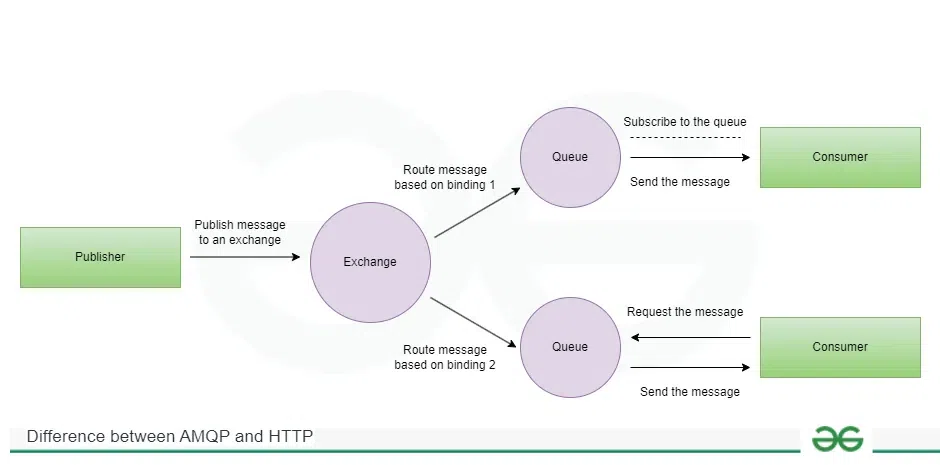 Subscribe to the queue
Queue
Consumer
Send the message
Route message
based on binding 1
Publish message
to an exchange
Publisher
Exchange
Request the message
Queue
Consumer
Route message
based on binding 2
Send the message
Difference between AMQP and HTTP